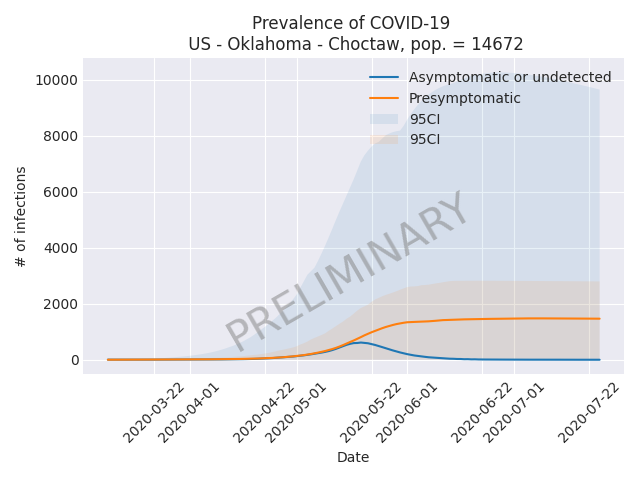 Prevalence of COVID-19
US - Oklahoma - Choctaw, pop. = 14672
Asymptomatic or undetected
Presymptomatic
95CI
95CI
10000
8000
6000
4000
2000
0
# of infections
PRELIMINARY
2020-03-22
2020-04-01
2020-04-22
2020-05-01
2020-05-22
2020-06-01
2020-06-22
2020-07-01
2020-07-22
Date